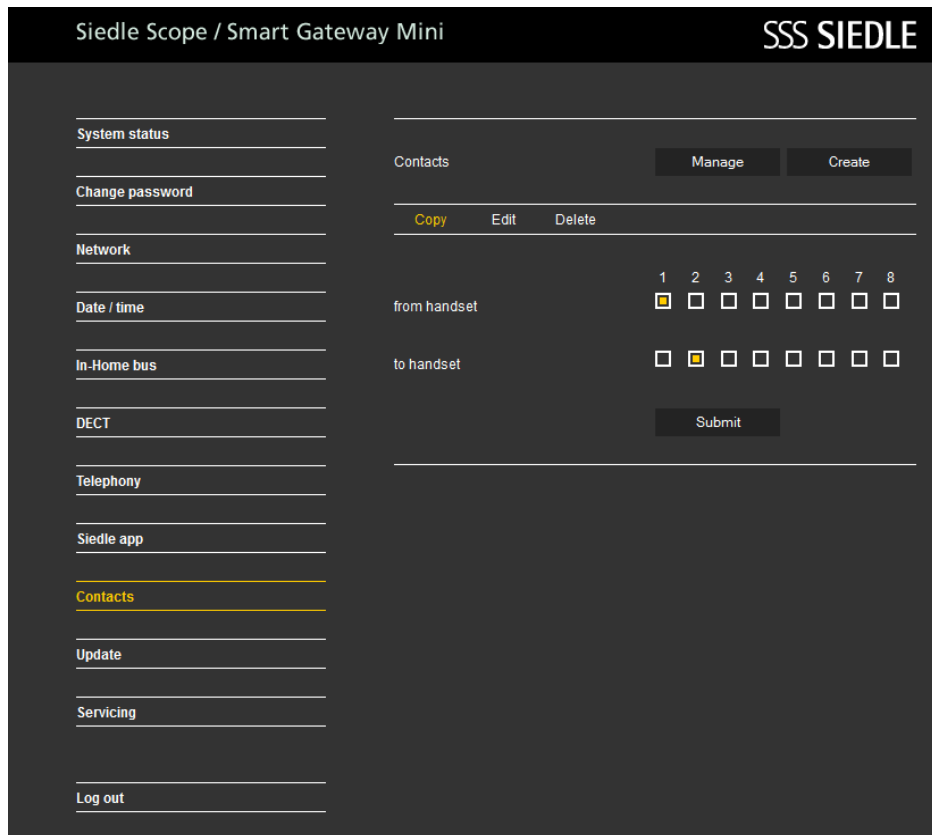 Siedle Scope / Smart Gateway Mini
SSS SIEDLE
System status
Change password
Network
Date / time
In-Home bus
DECT
Telephony
Siedle app
Contacts
Update
Servicing
Log out
Contacts Manage Create
Copy Edit Delete
1 2 3 4 5 6 7 8
from handset
to handset
Submit